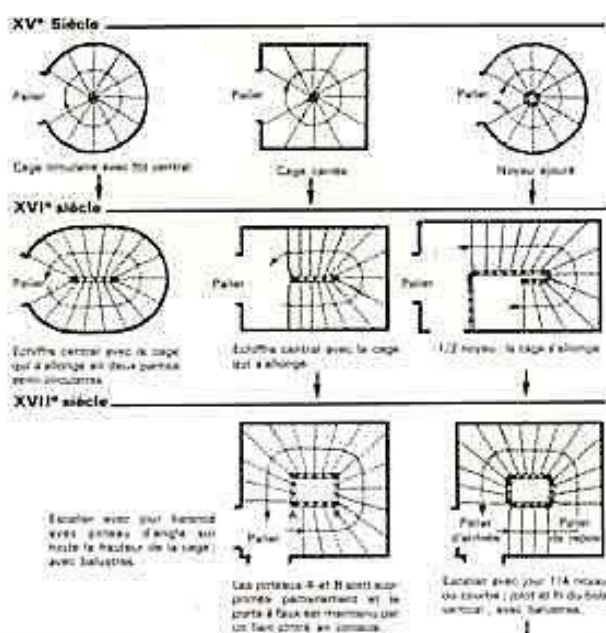 XVe Siècle
Palier
Palier
Palier
Cage circulaire avec fût central
Cage carrée
Noyau ajouré
XVIe siècle
Palier
Palier
Palier
Echiffre central avec la cage
qui s'allonge en deux parties
semi-circulaires.
Echiffre central avec la cage
qui s'allonge.
1/2 noyau : la cage s'allonge
XVIIe siècle
Escalier avec jour balancé
avec poteau d'angle sur
toute la hauteur de la cage ;
avec balustres.
A
Palier
Palier
d'arrivée
Palier
de repos
Les poteaux A et B sont sup-
primés partiellement et le
porte à faux est maintenu par
un lien cintré en console.
Escalier avec jour 1/4 noyau
ou courbe ; joint et fil du bois
vertical ; avec balustres.